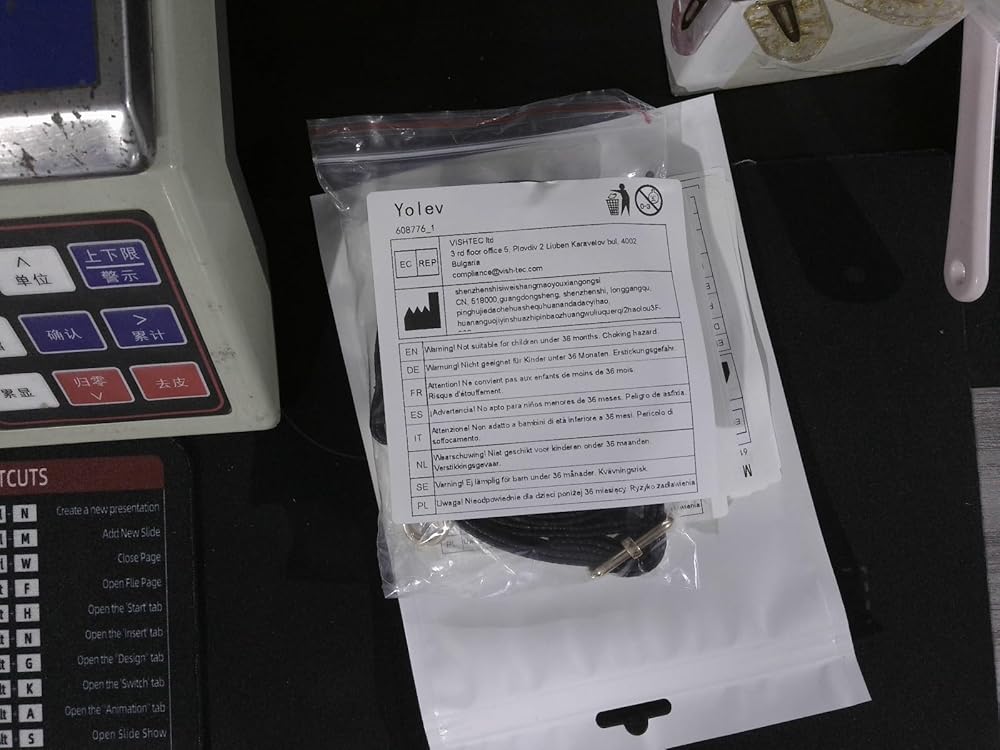 Yolev
608776_1
0-3
EC REP
ViSHTEC ltd
3 rd floor office 5, Plovdiv 2 Liuben Karavelov bul, 4002
Bulgaria
compliance@vish-tec.com
shenzhenshisiweishangmaoyouxiangongsi
CN, 518000,guangdongsheng, shenzhenshi, longgangqu,
pinghujiedaohehuashequhuanandadacyihao,
huananguojiyinshuazhipinbaozhuangwuliuquerqi2haolou3F-
EN Warning! Not suitable for children under 36 months. Choking hazard.
DE Warnung! Nicht geeignet für Kinder unter 36 Monaten. Erstickungsgefahr.
FR Attention! Ne convient pas aux enfants de moins de 36 mois.
Risque d'étouffement.
ES ¡Advertencia! No apto para niños menores de 36 meses. Peligro de asfixia.
IT Attenzione! Non adatto a bambini di età inferiore a 36 mesi. Pericolo di
soffocamento.
NL Waarschuwing! Niet geschikt voor kinderen onder 36 maanden.
Verstikkingsgevaar.
SE Varning! Ej lämplig för barn under 36 månader. Kvävningsrisk.
PL Uwaga! Nieodpowiednie dla dzieci poniżej 36 miesięcy. Ryzyko zadławienia
M
61
单位
上下限
警示
确认
累计
累显
归零
去皮
N Create a new presentation
M Add New Slide
W Close Page
F Open File Page
H Open the 'Start' tab
N Open the 'Insert' tab
G Open the "Design" tab
K Open the 'Switch' tab
A Open the "Animation" tab
S Open Slide Show